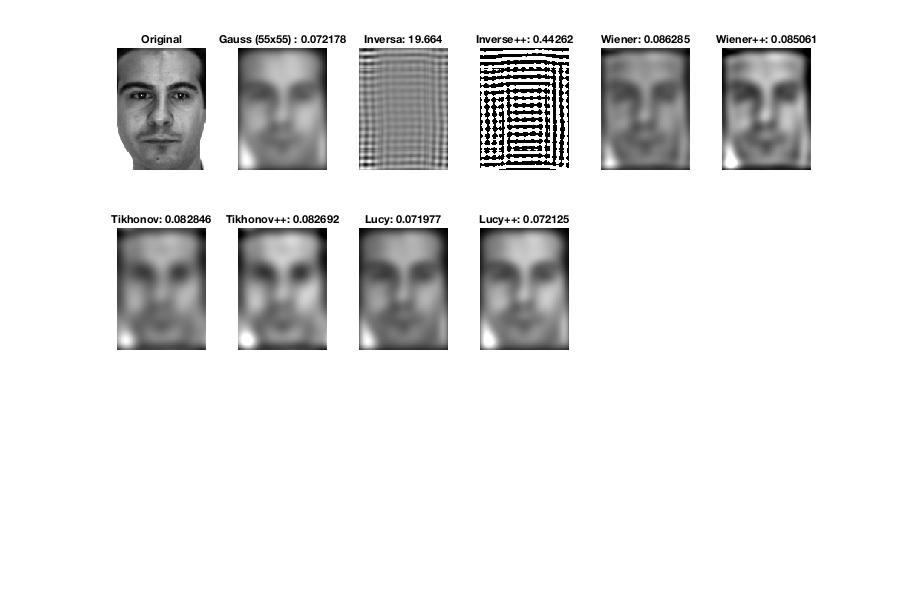 Original
Gauss (55x55) : 0.072178
Inversa: 19.664
Inverse++: 0.44262
Wiener: 0.086285
Wiener++: 0.085061
Tikhonov: 0.082846
Tikhonov++: 0.082692
Lucy: 0.071977
Lucy++: 0.072125